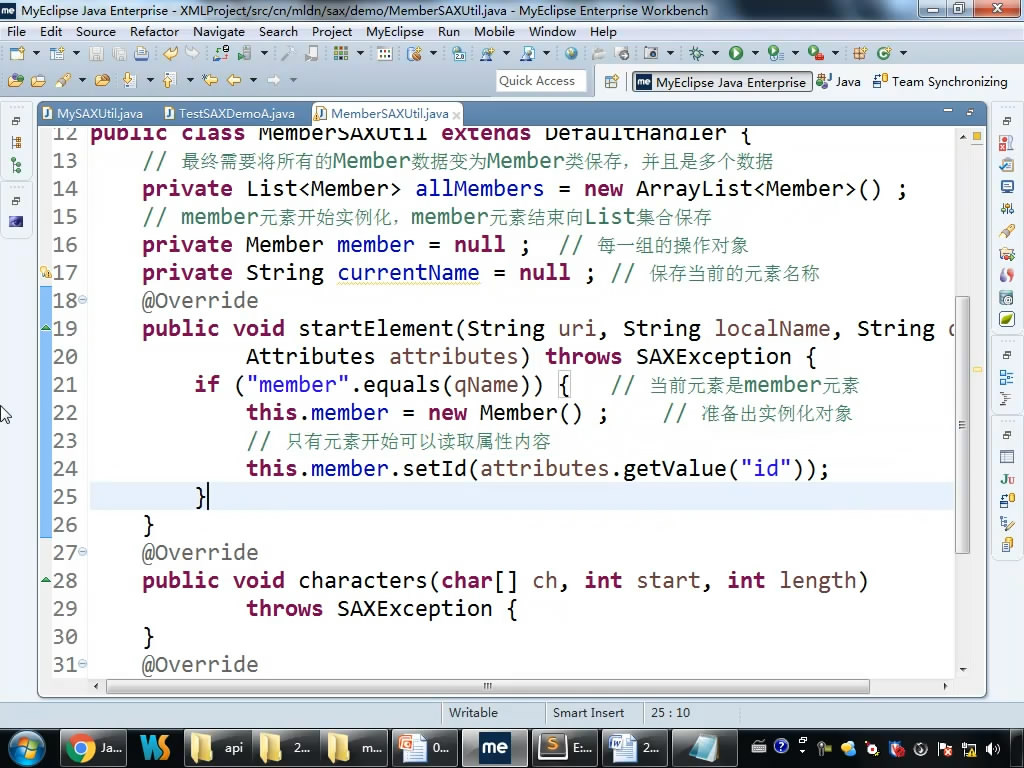 MyEclipse Java Enterprise - XMLProject/src/cn/mldn/sax/demo/MemberSAXUtil.java - MyEclipse Enterprise Workbench
File Edit Source Refactor Navigate Search Project MyEclipse Run Mobile Window Help
Quick Access
MyEclipse Java Enterprise
Java
Team Synchronizing
MySAXUtil.java TestSAXDemoA.java MemberSAXUtil.java
12 public class MemberSAXUtil extends DefaultHandler {
13 // 最终需要将所有的Member数据变为Member类保存，并且是多个数据
14 private List<Member> allMembers = new ArrayList<Member>() ;
15 // member元素开始实例化，member元素结束向List集合保存
16 private Member member = null ; // 每一组的操作对象
17 private String currentName = null ; // 保存当前的元素名称
18 @Override
19 public void startElement(String uri, String localName, String
20 Attributes attributes) throws SAXException {
21 if ("member".equals(qName)) { // 当前元素是member元素
22 this.member = new Member() ; // 准备出实例化对象
23 // 只有元素开始可以读取属性内容
24 this.member.setId(attributes.getValue("id"));
25 }
26 }
27 @Override
28 public void characters(char[] ch, int start, int length)
29 throws SAXException {
30 }
31 @Override
Writable Smart Insert 25 : 10
Ja... api 2... m... 0... me E:... 2...